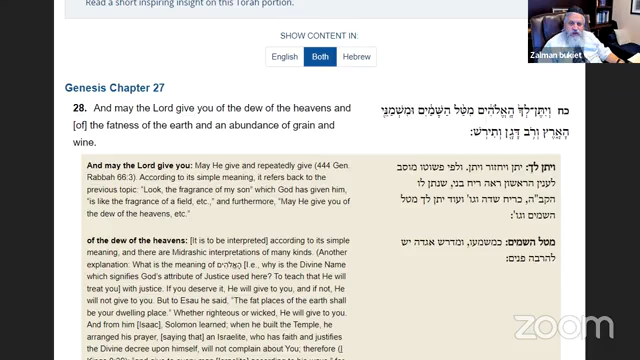 Read a short inspiring insight on this Torah portion.
SHOW CONTENT IN:
English
Both
Hebrew
Zalman bukiet
Genesis Chapter 27
28. And may the Lord give you of the dew of the heavens and
[of] the fatness of the earth and an abundance of grain and
wine.
כח וְיִתֶּן־לְךָ֙ הָֽאֱלֹהִ֔ים מִטַּ֨ל הַשָּׁמַ֔יִם וּמִשְׁמַנֵּ֖י
הָאָ֑רֶץ וְרֹ֥ב דָּגָ֖ן וְתִירֽשׁ:
And may the Lord give you: May He give and repeatedly give (444 Gen.
Rabbah 66:3). According to its simple meaning, it refers back to the
previous topic: "Look, the fragrance of my son" which God has given him,
"is like the fragrance of a field, etc.," and furthermore, "May He give you
of the dew of the heavens, etc."
ויתן לך: יתן ויחזור ויתן. ולפי פשוטו מוסב
לענין הראשון ראה ריח בני, שנתן לו
הקב"ה, כריח שדה וגו' ועוד יתן לך מטל
השמים וגו':
of the dew of the heavens: [It is to be interpreted] according to its simple
meaning, and there are Midrashic interpretations of many kinds. (Another
explanation: What is the meaning of הָאֱלֹהִים [I.e., why is the Divine Name
which signifies God's attribute of Justice used here? To teach that He will
treat you] with justice. If you deserve it, He will give to you, and if not, He
will not give to you. But to Esau he said, "The fat places of the earth shall
be your dwelling place." Whether righteous or wicked, He will give to you.
And from him [Isaac], Solomon learned; when he built the Temple, he
arranged his prayer, [saying that] an Israelite, who has faith and justifies
the Divine decree upon himself, will not complain about You; therefore (I
מטל השמים: כמשמעו, ומדרש אגדה יש
להרבה פנים:
zoom